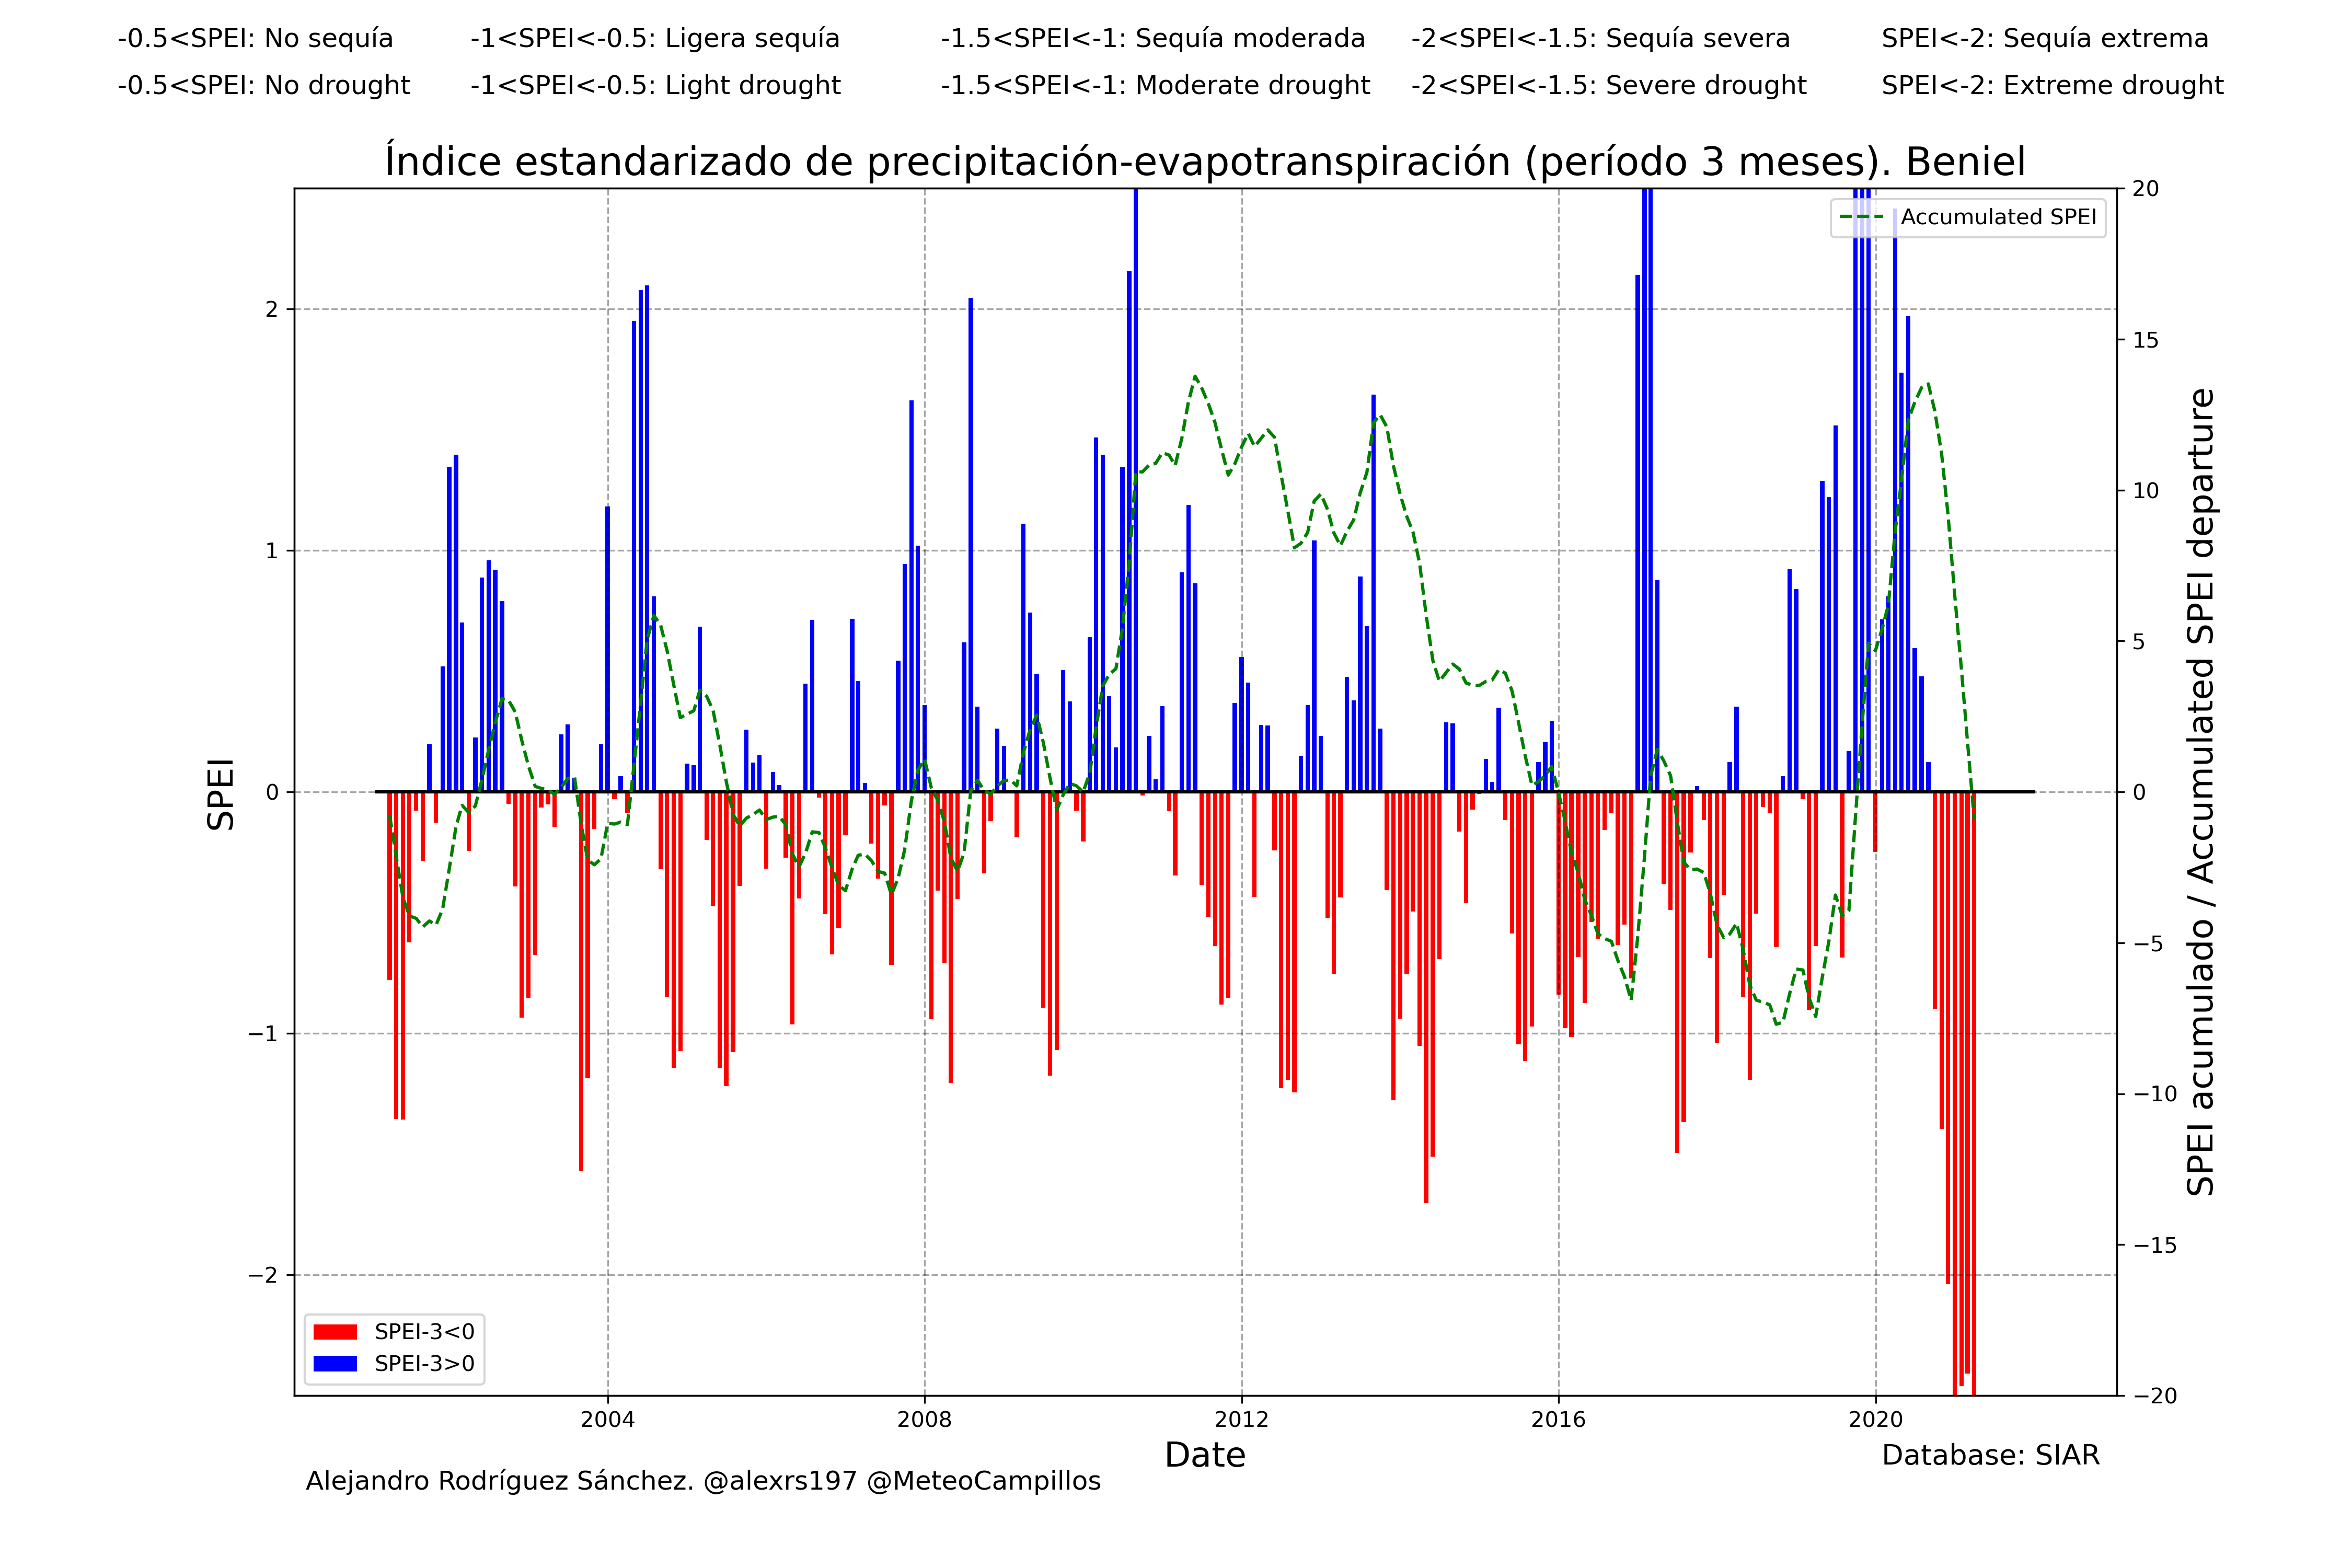 -0.5<SPEI: No sequía -1<SPEI<-0.5: Ligera sequía -1.5<SPEI<-1: Sequía moderada -2<SPEI<-1.5: Sequía severa SPEI<-2: Sequía extrema
-0.5<SPEI: No drought -1<SPEI<-0.5: Light drought -1.5<SPEI<-1: Moderate drought -2<SPEI<-1.5: Severe drought SPEI<-2: Extreme drought
Índice estandarizado de precipitación-evapotranspiración (período 3 meses). Beniel
Accumulated SPEI
SPEI
2
1
0
−1
−2
20
15
10
5
0
−5
−10
−15
−20
SPEI acumulado / Accumulated SPEI departure
SPEI-3<0
SPEI-3>0
2004 2008 2012 2016 2020
Date
Database: SIAR
Alejandro Rodríguez Sánchez. @alexrs197 @MeteoCampillos